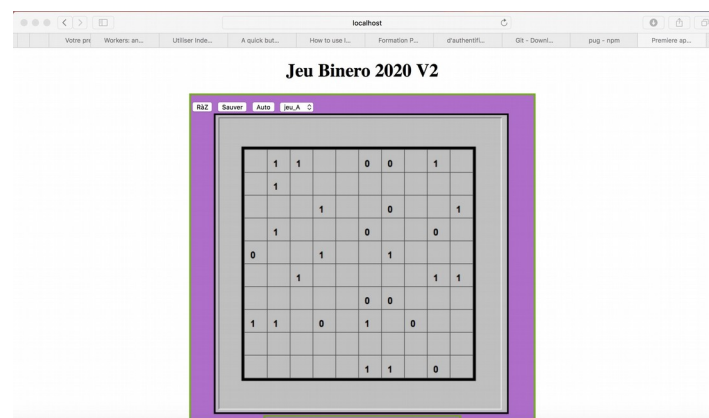 localhost
Votre pre Workers: an... Utiliser Inde... A quick but... How to use I... Formation P... d'authentifi... Git - Downl... pug - npm Premiere ap...
Jeu Binero 2020 V2
RàZ Sauver Auto jeu_A
1 1 0 0 1
1
1 0 1
1 0 0
0 1 1
1 1 1
0 0
1 1 0 1 0
1 1 0